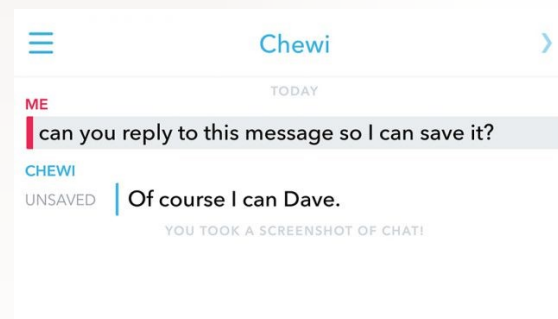 Chewi
TODAY
ME
can you reply to this message so I can save it?
CHEWI
UNSAVED Of course I can Dave.
YOU TOOK A SCREENSHOT OF CHAT!